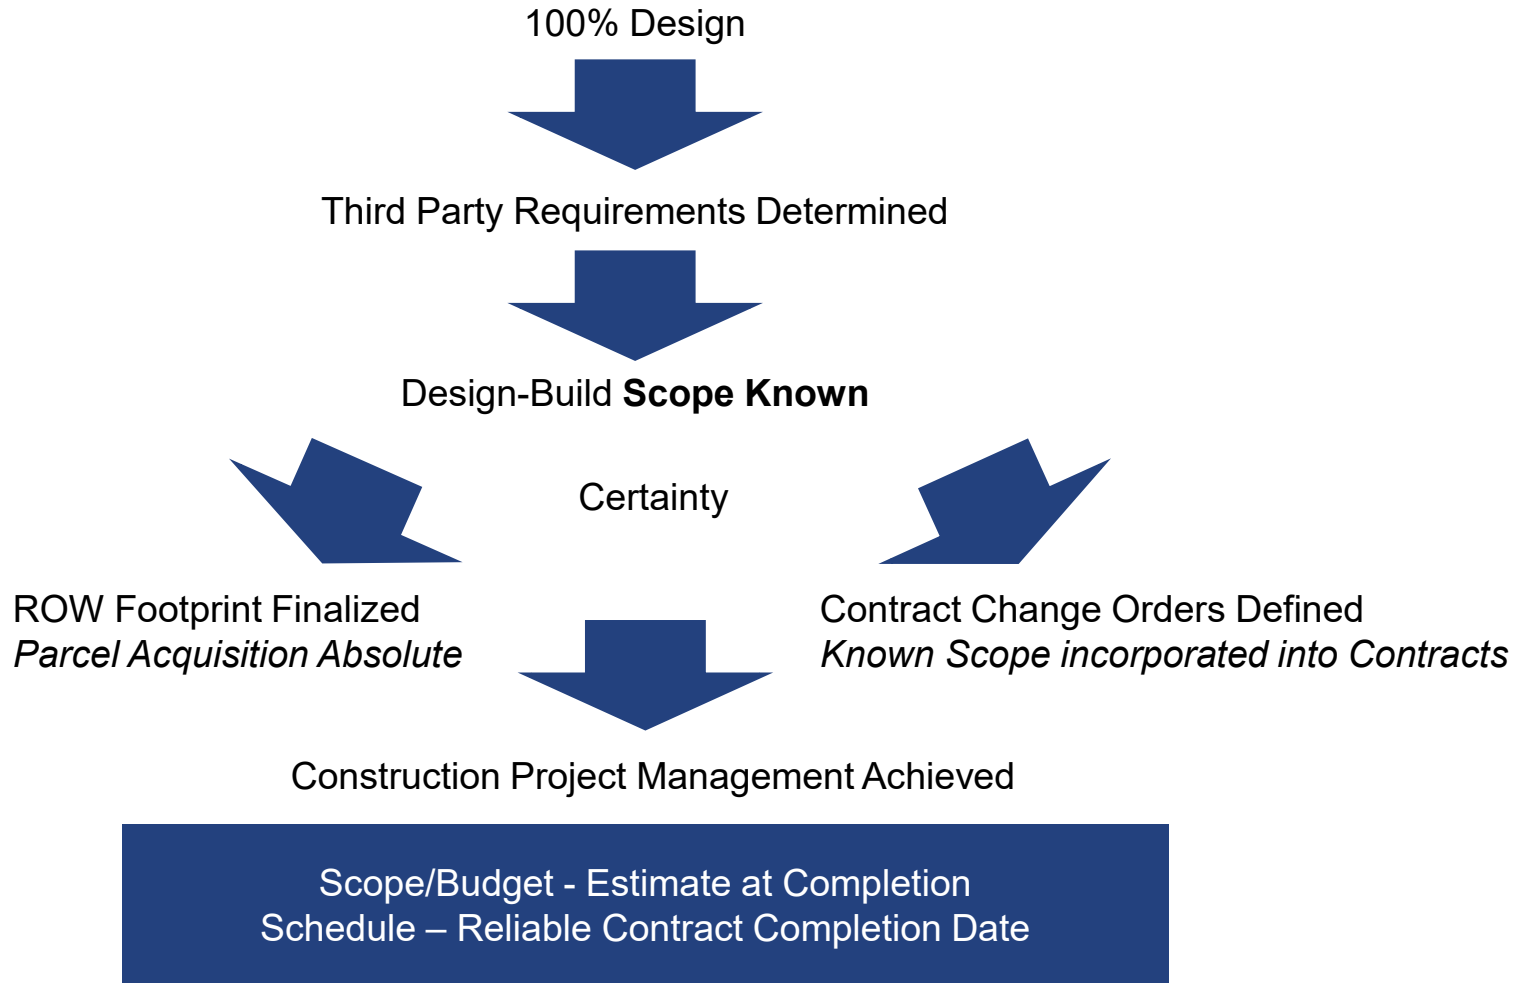 100% Design
Third Party Requirements Determined
Design-Build Scope Known
Certainty
ROW Footprint Finalized
Parcel Acquisition Absolute
Contract Change Orders Defined
Known Scope incorporated into Contracts
Construction Project Management Achieved
Scope/Budget - Estimate at Completion
Schedule – Reliable Contract Completion Date